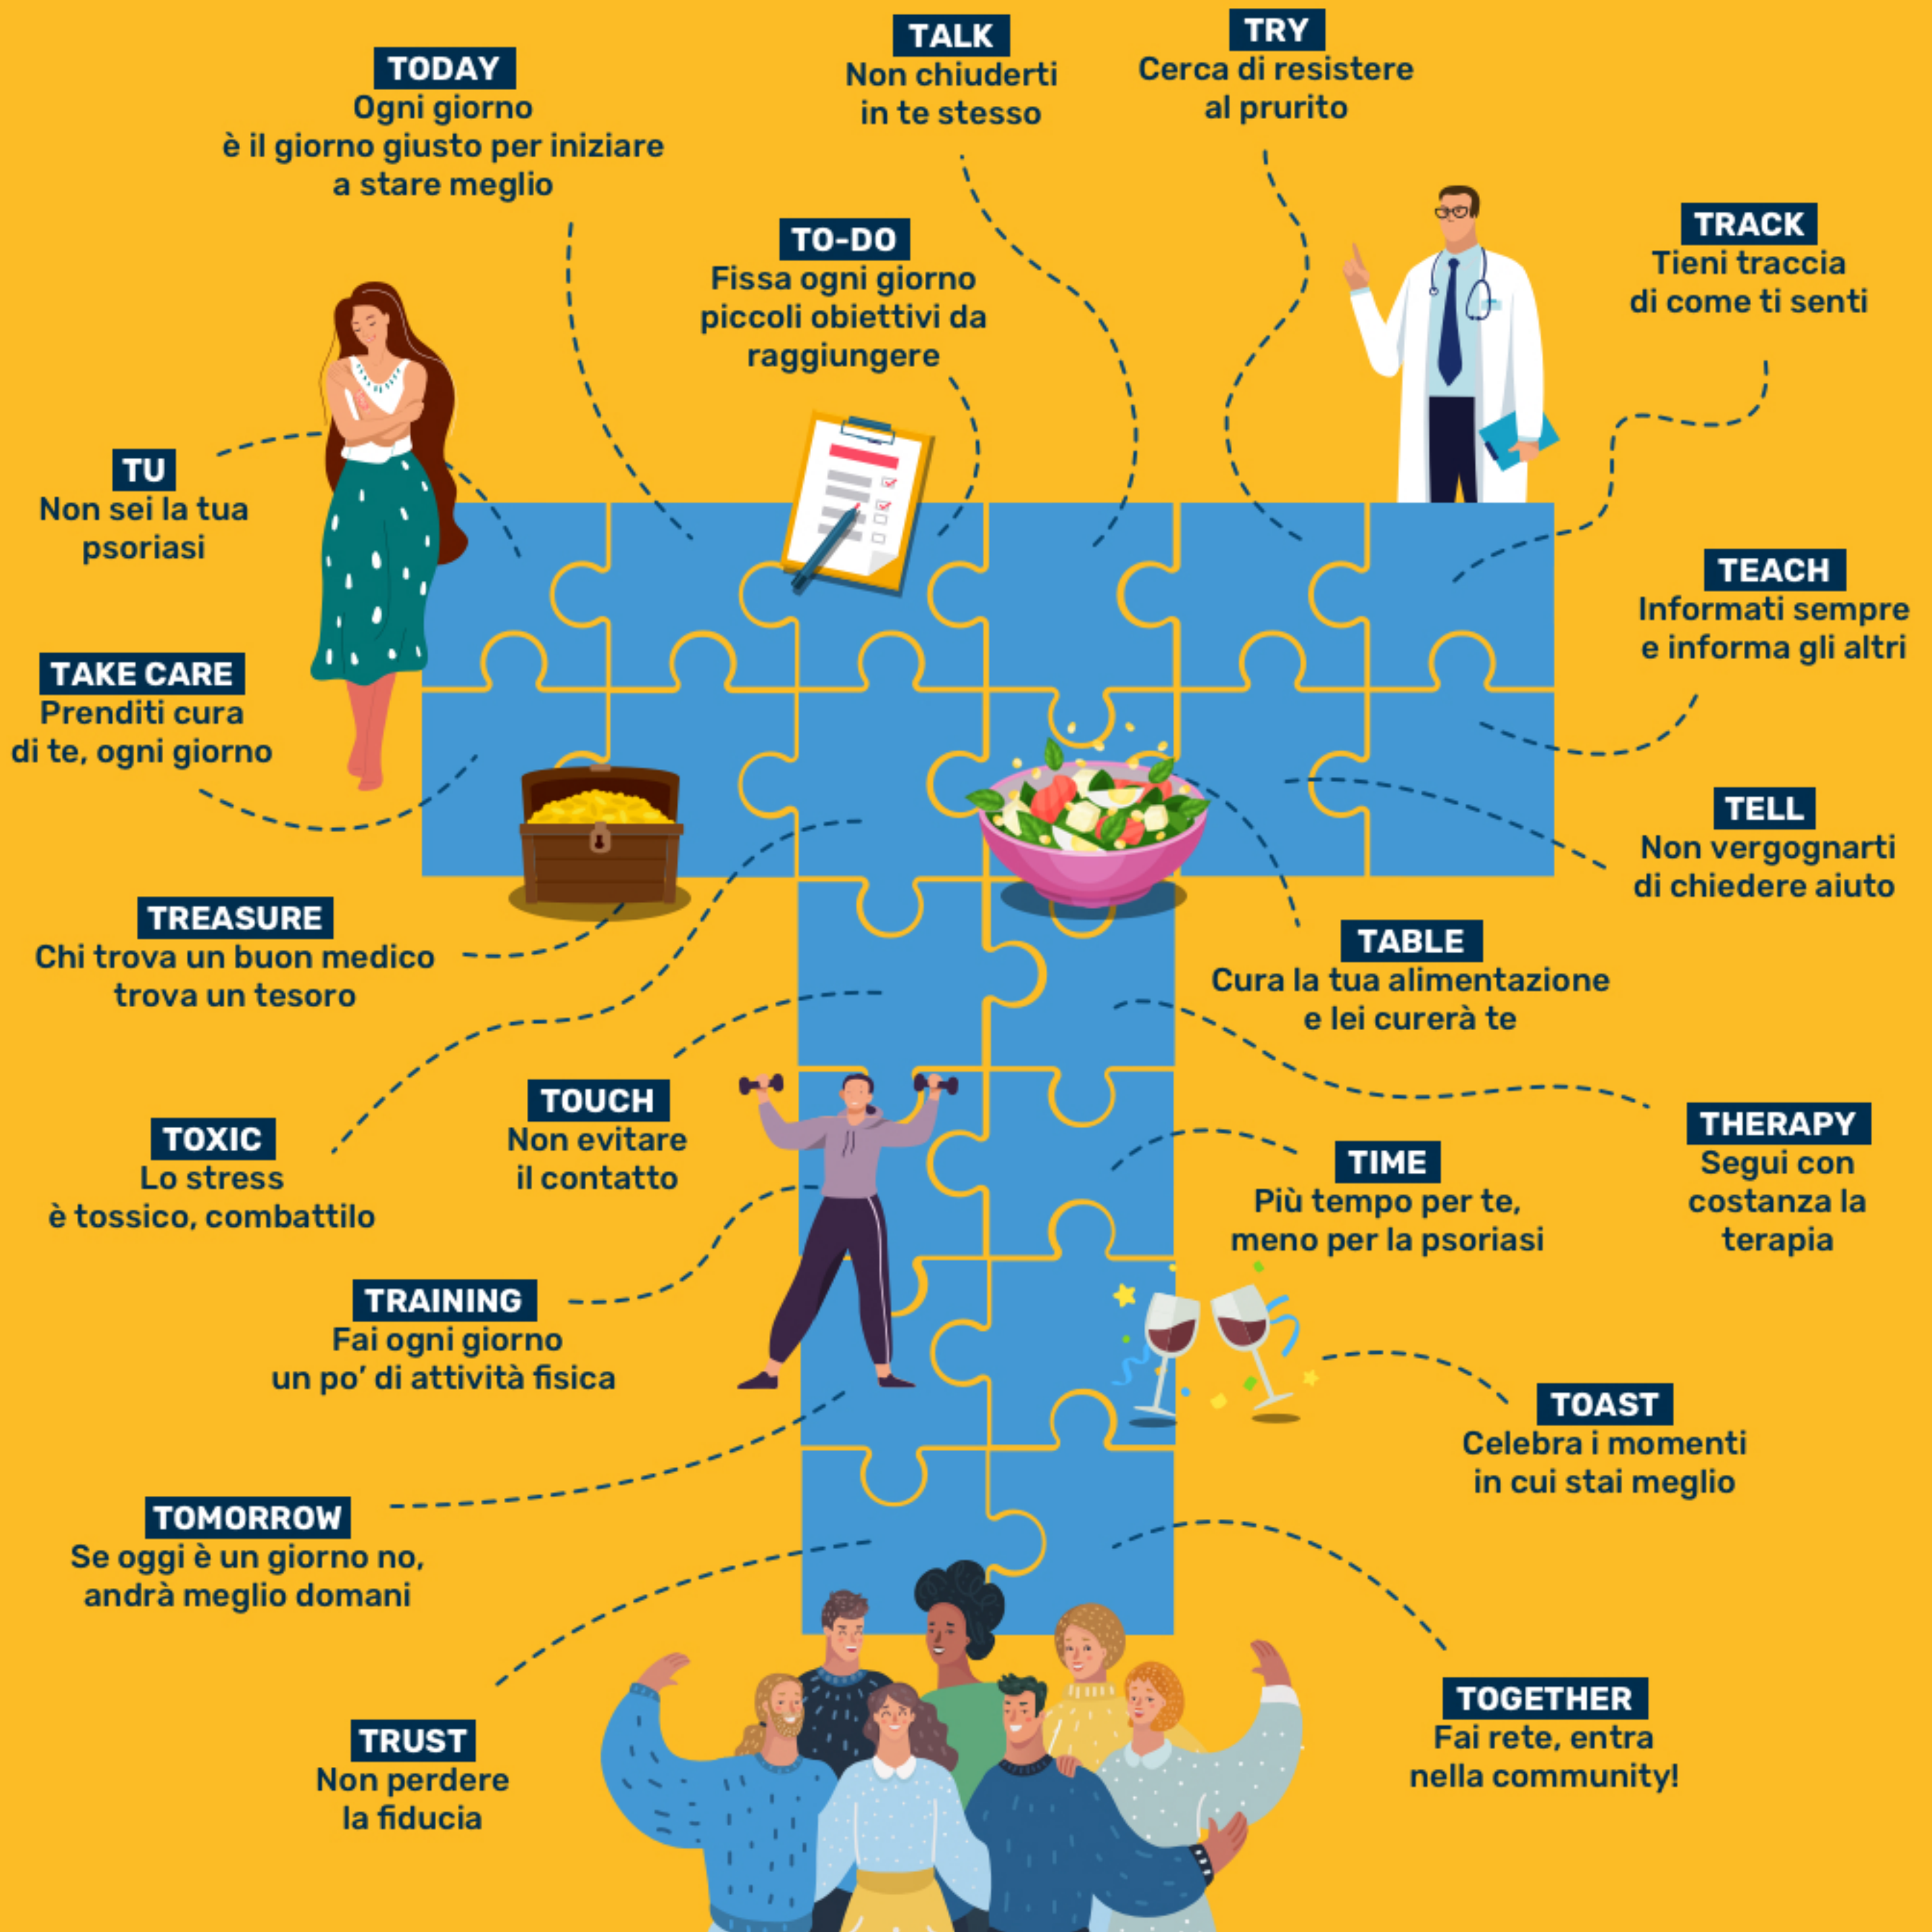 TODAY
Ogni giorno
è il giorno giusto per iniziare
a stare meglio
TALK
Non chiuderti
in te stesso
TRY
Cerca di resistere
al prurito
TO-DO
Fissa ogni giorno
piccoli obiettivi da
raggiungere
TRACK
Tieni traccia
di come ti senti
TU
Non sei la tua
psoriasi
TEACH
Informati sempre
e informa gli altri
TAKE CARE
Prenditi cura
di te, ogni giorno
TELL
Non vergognarti
di chiedere aiuto
TREASURE
Chi trova un buon medico
trova un tesoro
TABLE
Cura la tua alimentazione
e lei curerà te
TOXIC
Lo stress
è tossico, combattilo
TOUCH
Non evitare
il contatto
TIME
Più tempo per te,
meno per la psoriasi
THERAPY
Segui con
costanza la
terapia
TRAINING
Fai ogni giorno
un po’ di attività fisica
TOAST
Celebra i momenti
in cui stai meglio
TOMORROW
Se oggi è un giorno no,
andrà meglio domani
TRUST
Non perdere
la fiducia
TOGETHER
Fai rete, entra
nella community!